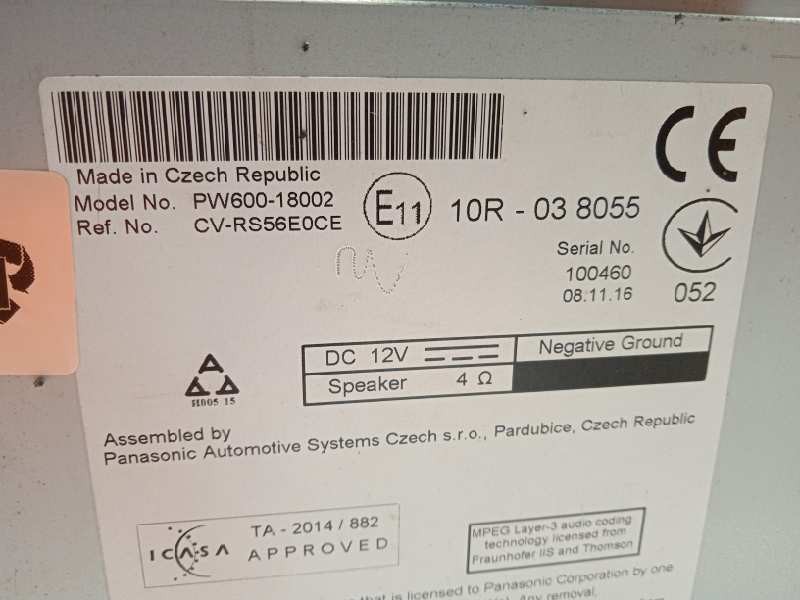 CE
Made in Czech Republic
Model No. PW600-18002
Ref. No. CV-RS56E0CE
E11
10R - 03 8055
Serial No.
100460
08.11.16
052
DC 12V
Negative Ground
Speaker 4 Ω
Assembled by
Panasonic Automotive Systems Czech s.r.o., Pardubice, Czech Republic
ICASA
TA - 2014 / 882
APPROVED
MPEG Layer-3 audio coding
technology licensed from
Fraunhofer IIS and Thomson
that is licensed to Panasonic Corporation by one
Any removal,